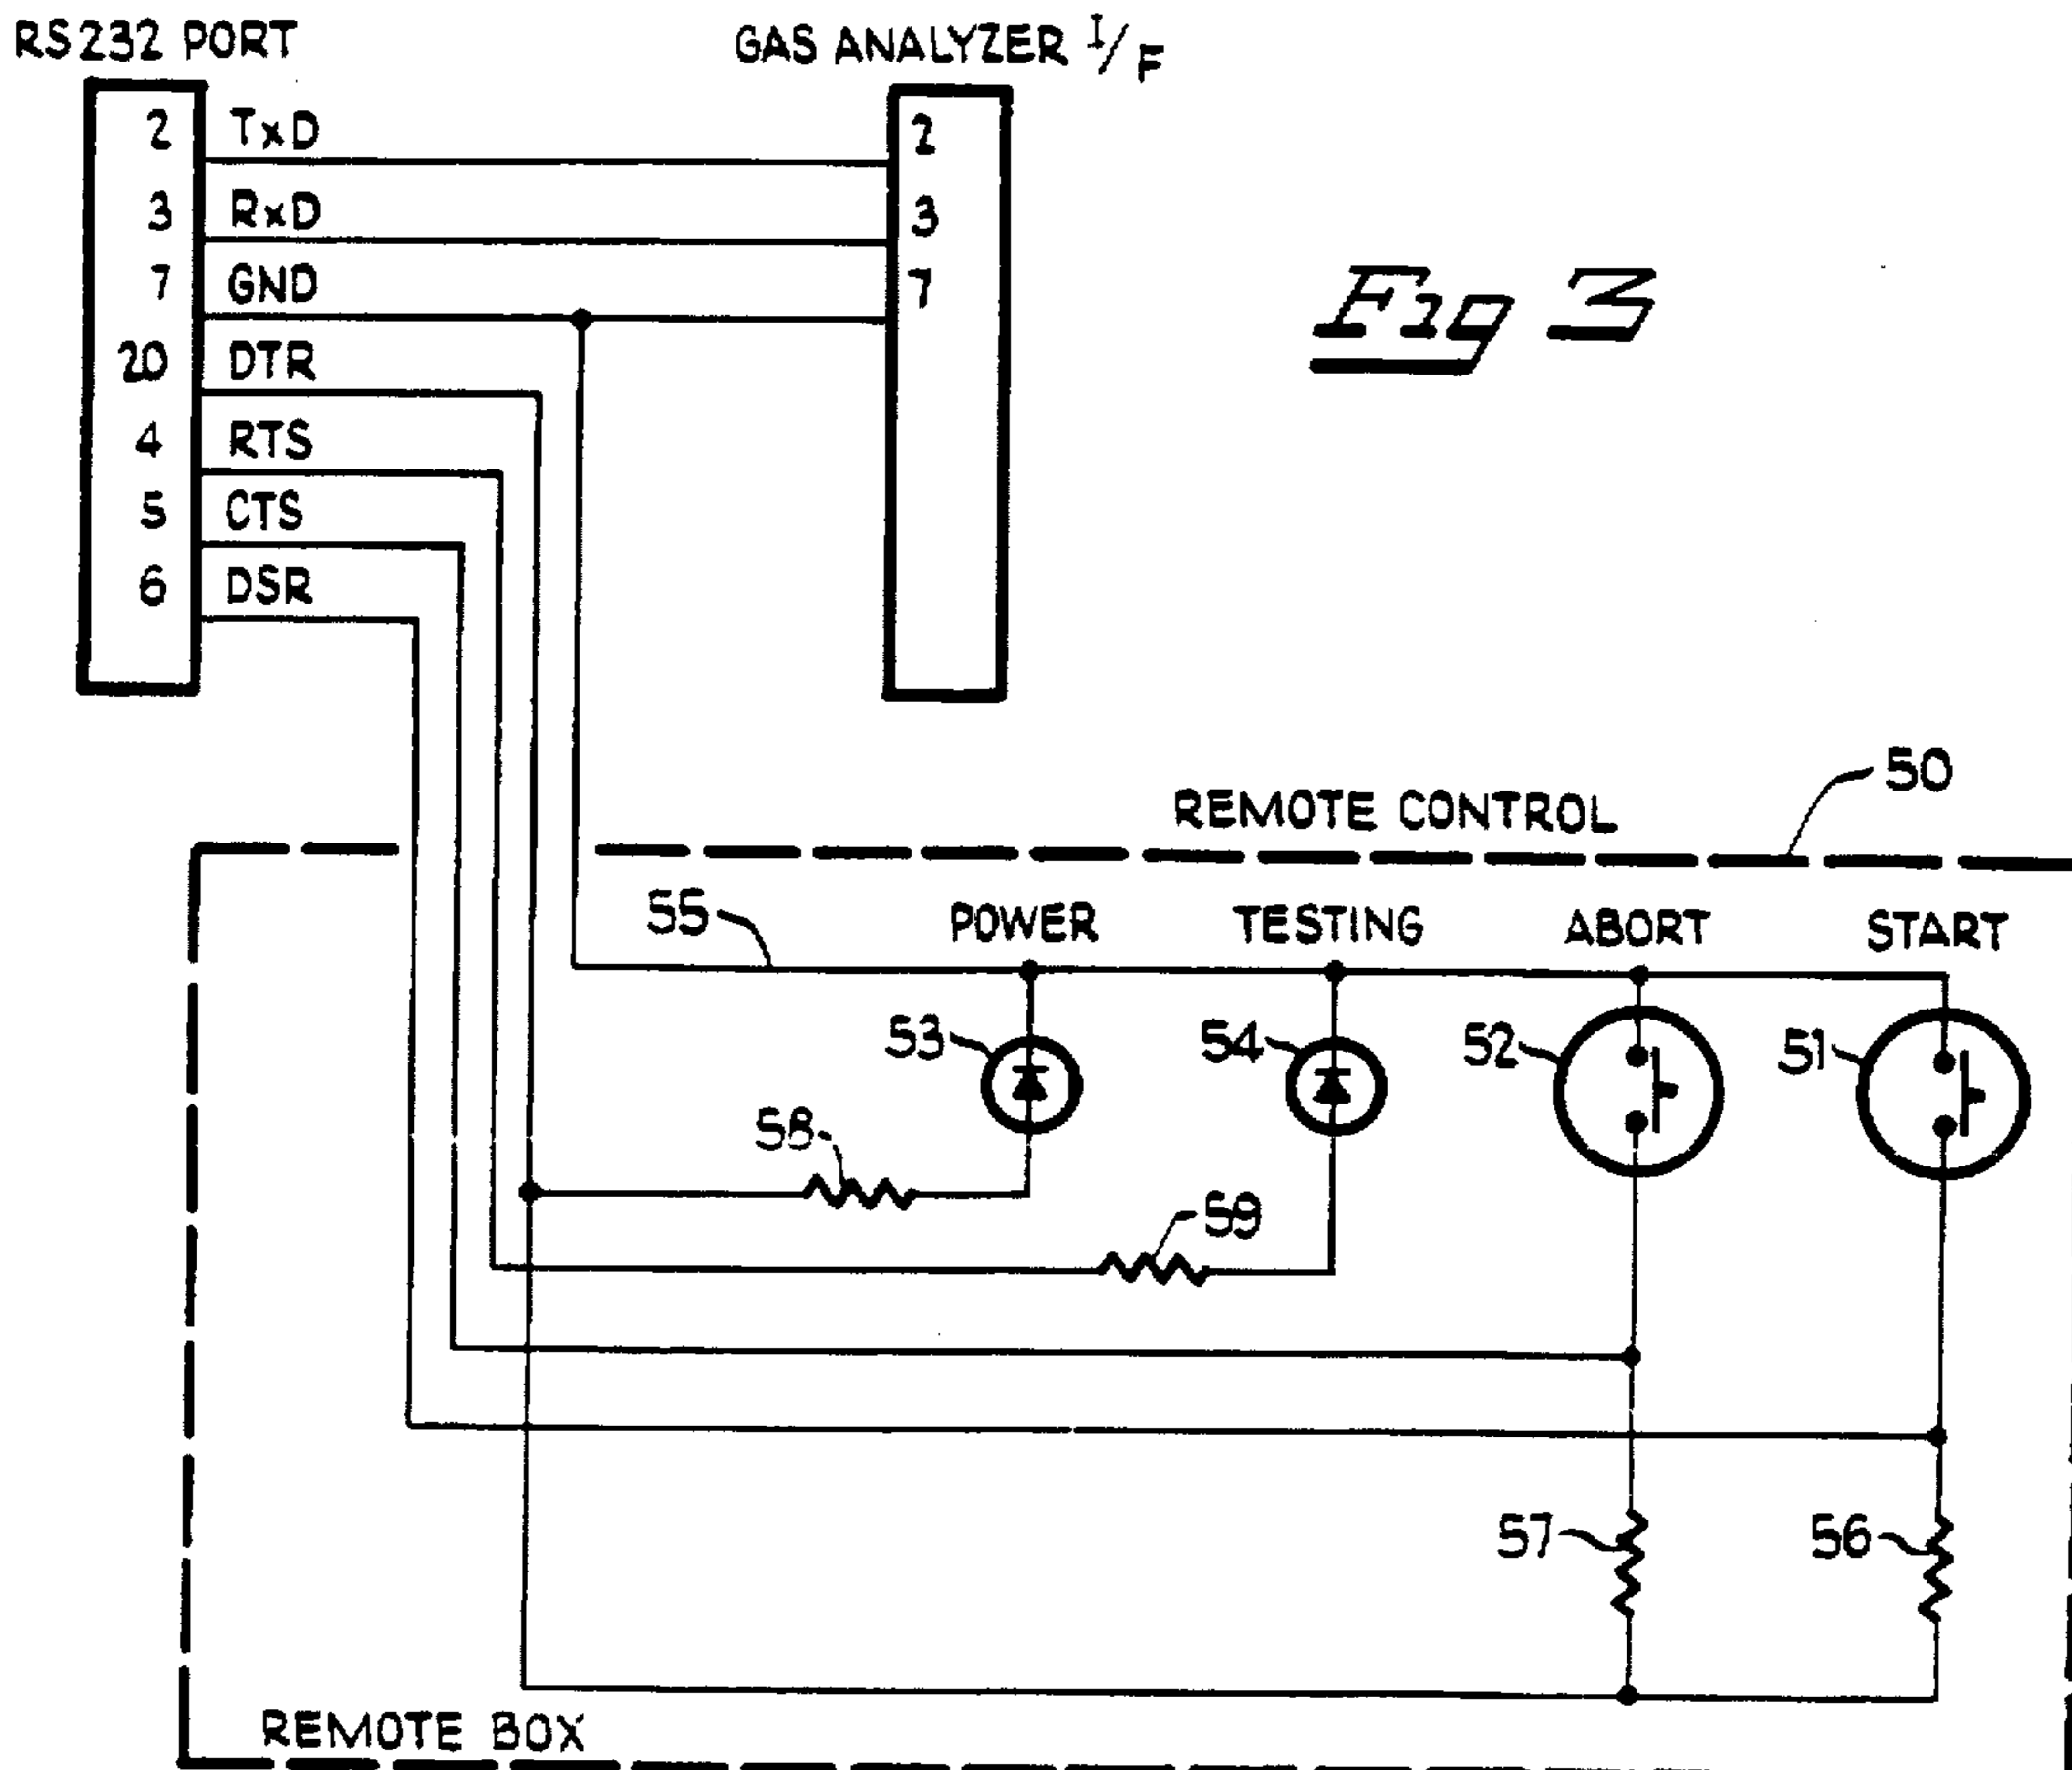 RS232 PORT
GAS ANALYZER I/F
2 TxD
3 RxD
7 GND
20 DTR
4 RTS
5 CTS
6 DSR
2
3
7
Fig 3
50
REMOTE CONTROL
55
POWER
TESTING
ABORT
START
53
54
52
51
58
59
57
56
REMOTE BOX